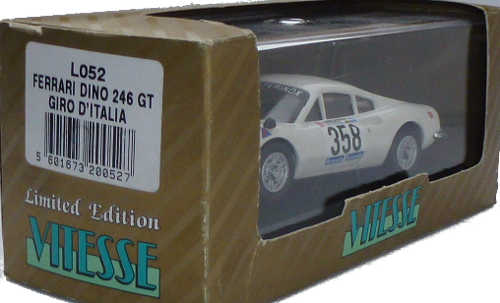 L052
FERRARI DINO 246 GT
GIRO D'ITALIA
5 601673 200527
Limited Edition
VITESSE
358
VITESSE